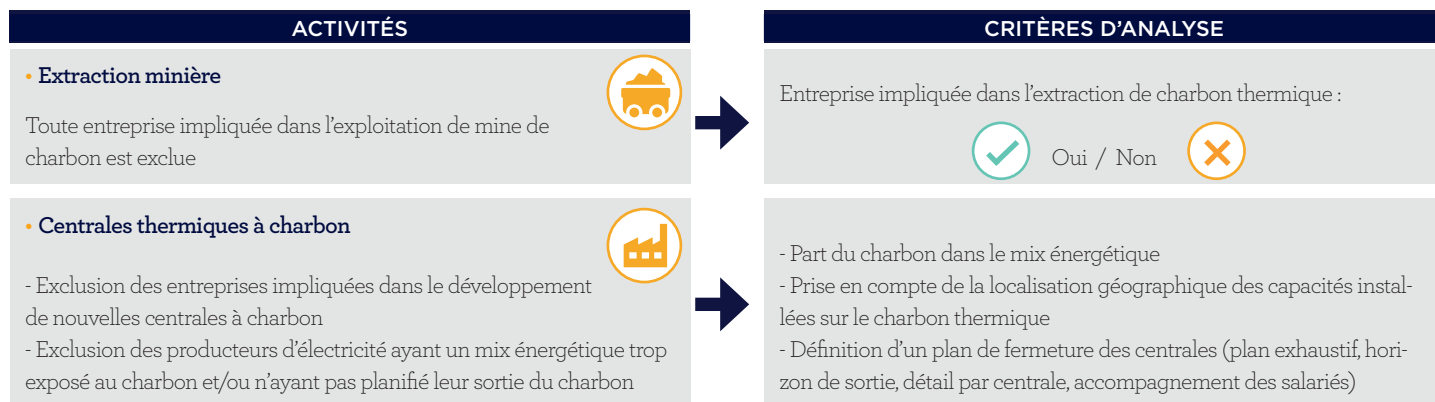 ACTIVITÉS
• Extraction minière
Toute entreprise impliquée dans l'exploitation de mine de
charbon est exclue
CRITÈRES D'ANALYSE
Entreprise impliquée dans l'extraction de charbon thermique :
Oui / Non
• Centrales thermiques à charbon
- Exclusion des entreprises impliquées dans le développement
de nouvelles centrales à charbon
- Exclusion des producteurs d'électricité ayant un mix énergétique trop
exposé au charbon et/ou n'ayant pas planifié leur sortie du charbon
- Part du charbon dans le mix énergétique
- Prise en compte de la localisation géographique des capacités instal-
lées sur le charbon thermique
- Définition d'un plan de fermeture des centrales (plan exhaustif, hori-
zon de sortie, détail par centrale, accompagnement des salariés)